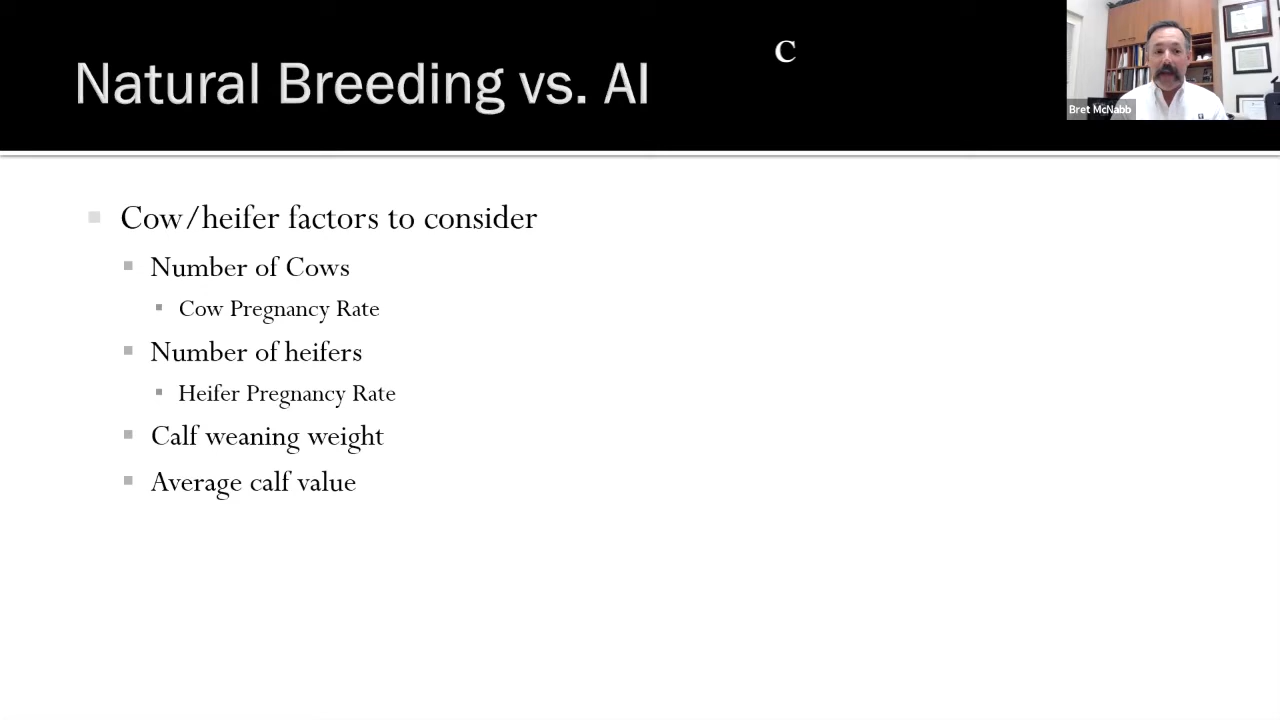 Natural Breeding vs. AI
C
Bret McNabb
Cow/heifer factors to consider
Number of Cows
Cow Pregnancy Rate
Number of heifers
Heifer Pregnancy Rate
Calf weaning weight
Average calf value